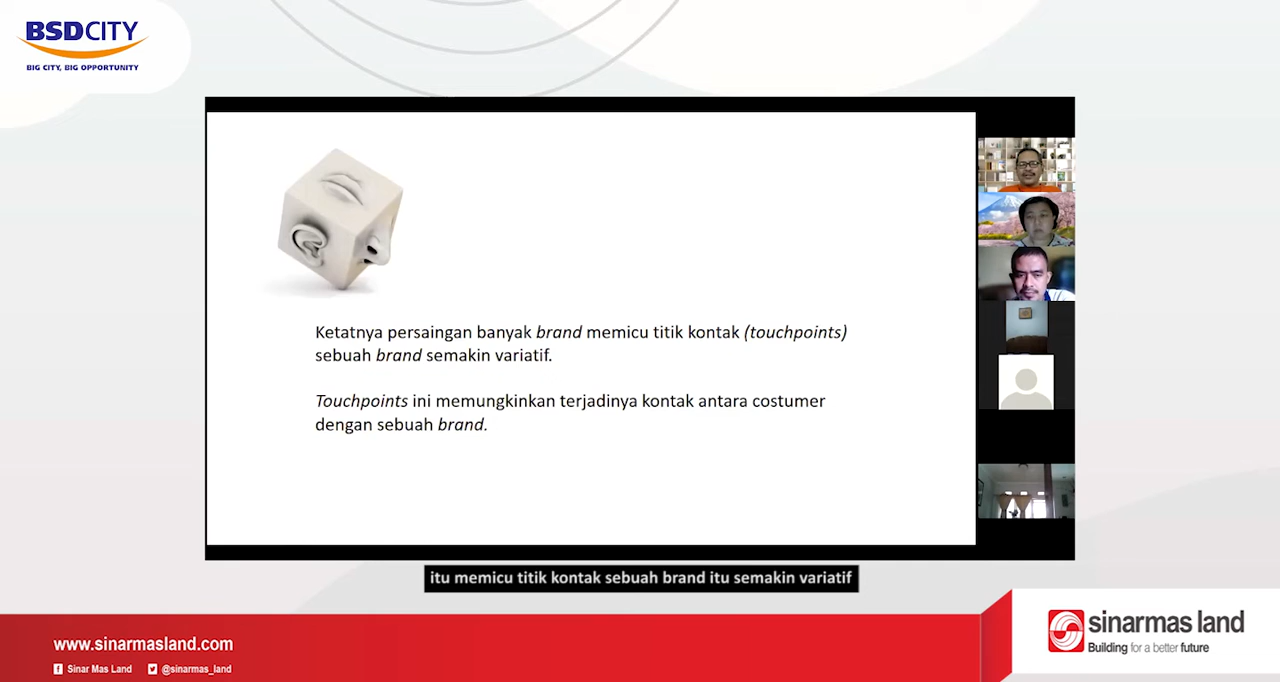 BSDCITY
BIG CITY, BIG OPPORTUNITY
Ketatnya persaingan banyak brand memicu titik kontak (touchpoints)
sebuah brand semakin variatif.
Touchpoints ini memungkinkan terjadinya kontak antara costumer
dengan sebuah brand.
itu memicu titik kontak sebuah brand itu semakin variatif
www.sinarmasland.com
Sinar Mas Land @sinarmas_land
sinarmas land
Building for a better future